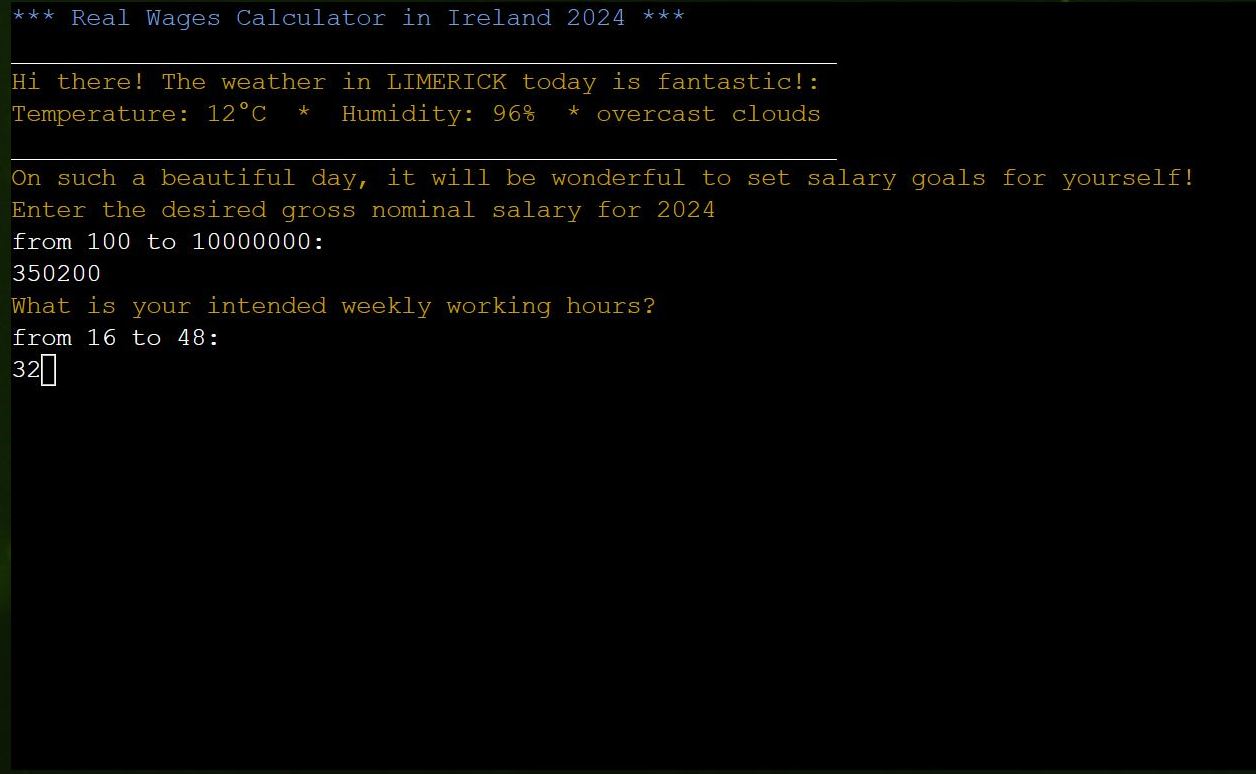 *** Real Wages Calculator in Ireland 2024 ***
Hi there! The weather in LIMERICK today is fantastic!:
Temperature: 12°C  *  Humidity: 96%  * overcast clouds
On such a beautiful day, it will be wonderful to set salary goals for yourself!
Enter the desired gross nominal salary for 2024
from 100 to 10000000:
350200
What is your intended weekly working hours?
from 16 to 48:
32